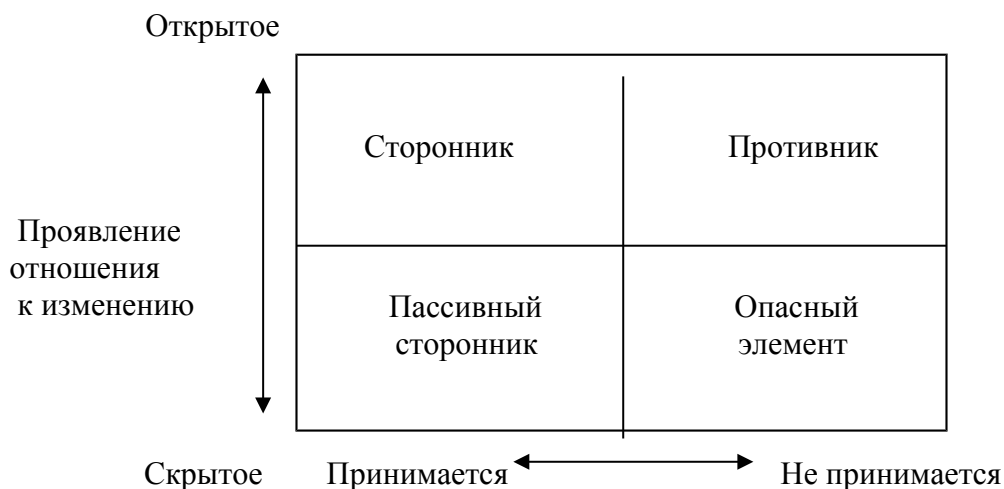 Открытое
Сторонник
Противник
Проявление
отношения
к изменению
Пассивный
сторонник
Опасный
элемент
Скрытое
Принимается
Не принимается